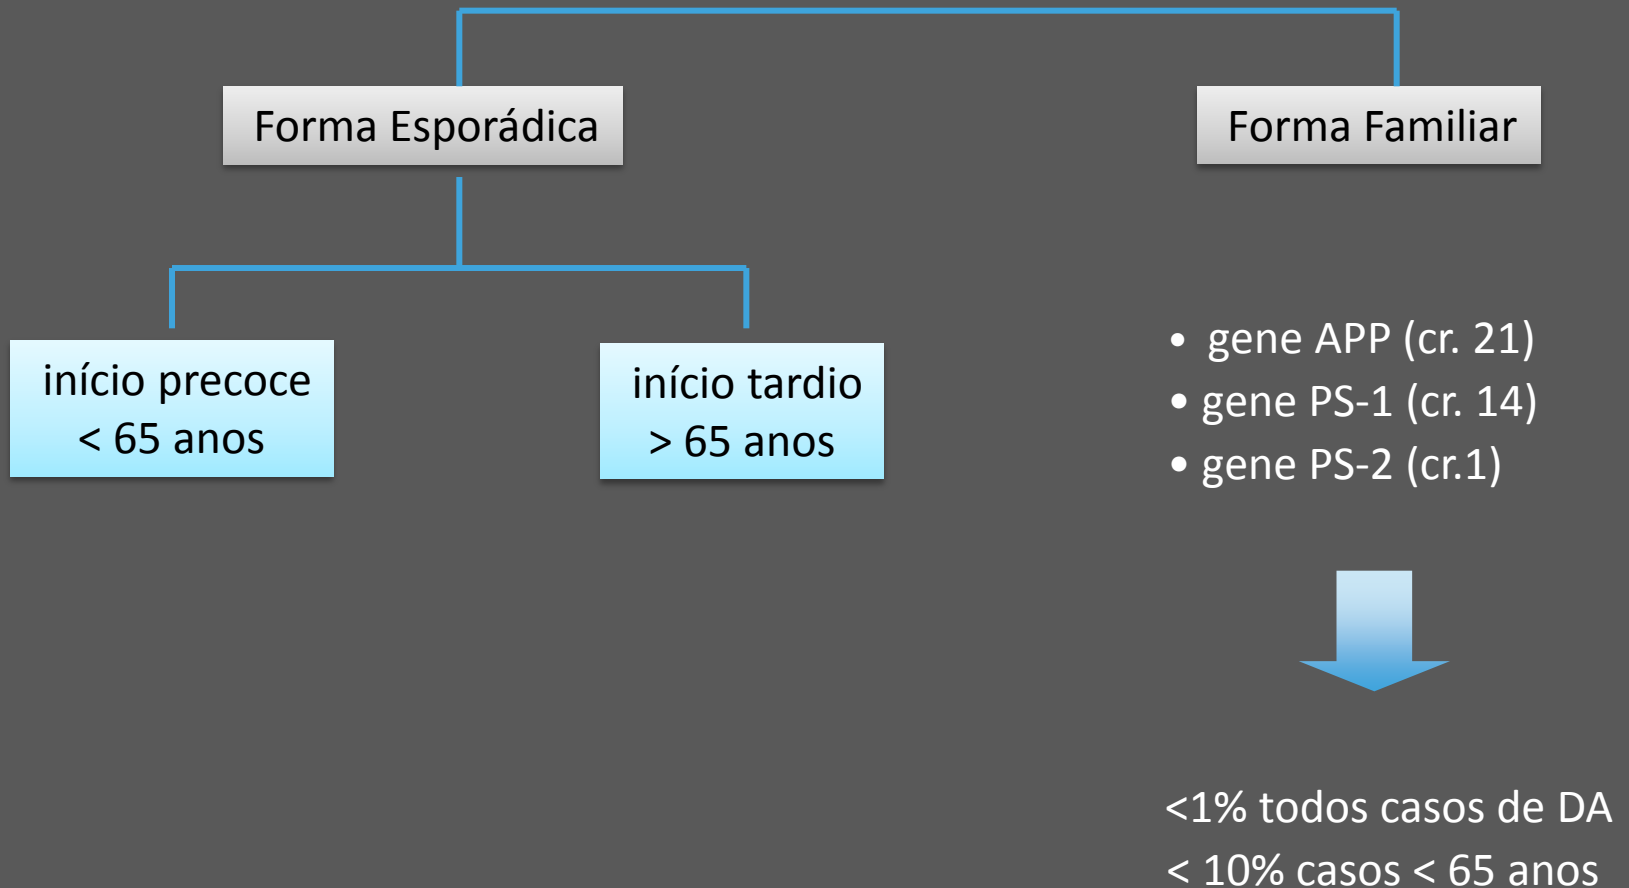 Forma Esporádica
Forma Familiar
início precoce
< 65 anos
início tardio
> 65 anos
• gene APP (cr. 21)
• gene PS-1 (cr. 14)
• gene PS-2 (cr.1)
<1% todos casos de DA
< 10% casos < 65 anos